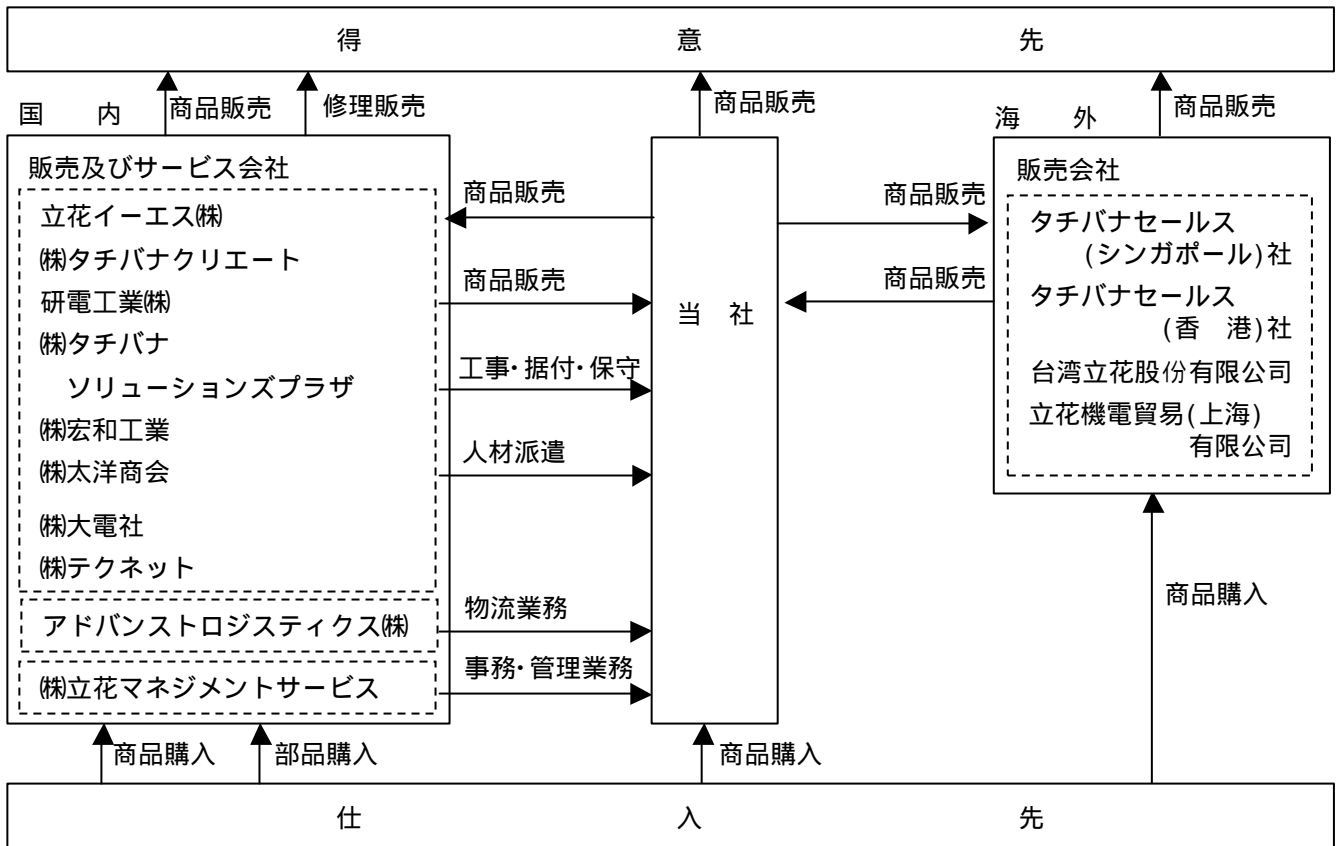 得 意 先
商品販売
修理販売
商品販売
商品販売
国 内
海 外
販売及びサービス会社
立花イーエス㈱
㈱タチバナクリエート
研電工業㈱
㈱タチバナ
ソリューションズプラザ
㈱宏和工業
㈱太洋商会
㈱大電社
㈱テクネット
アドバンストロジスティクス㈱
㈱立花マネジメントサービス
商品販売
商品販売
工事・据付・保守
人材派遣
物流業務
事務・管理業務
当 社
商品販売
商品販売
販売会社
タチバナセールス
(シンガポール)社
タチバナセールス
(香 港)社
台湾立花股份有限公司
立花機電貿易(上海)
有限公司
商品購入
部品購入
商品購入
商品購入
仕 入 先